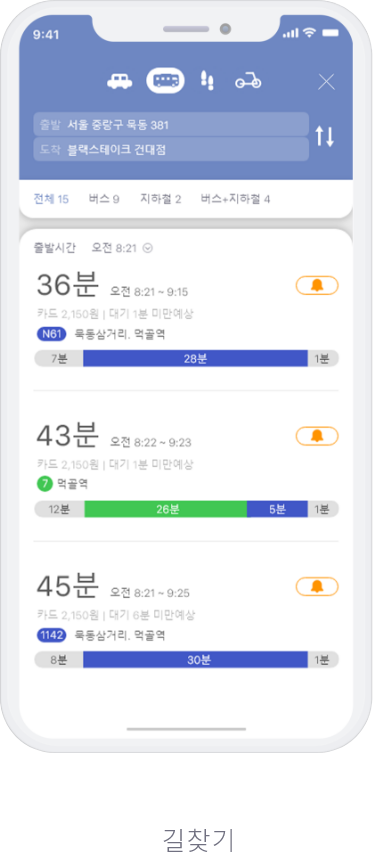 9:41
출발 서울 중랑구 묵동 381
도착 블랙스테이크 건대점
전체 15 버스 9 지하철 2 버스+지하철 4
출발시간 오전 8:21
36분 오전 8:21 ~ 9:15
카드 2,150원 | 대기 1분 미만예상
N61 묵동삼거리. 먹골역
7분 28분 1분
43분 오전 8:22 ~ 9:23
카드 2,150원 | 대기 1분 미만예상
7 먹골역
12분 26분 5분 1분
45분 오전 8:21 ~ 9:25
카드 2,150원 | 대기 6분 미만예상
1142 묵동삼거리. 먹골역
8분 30분 1분
길찾기